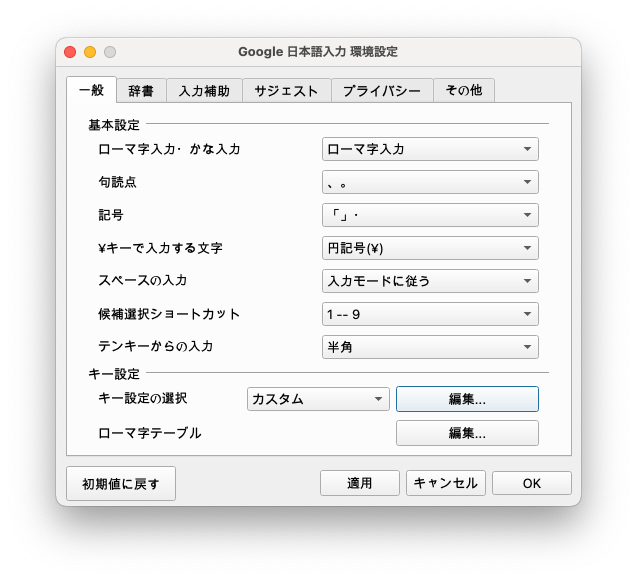 Google 日本語入力 環境設定
一般 辞書 入力補助 サジェスト プライバシー その他
基本設定
ローマ字入力・かな入力 ローマ字入力
句読点 、。
記号 「」・
¥キーで入力する文字 円記号(¥)
スペースの入力 入力モードに従う
候補選択ショートカット 1 -- 9
テンキーからの入力 半角
キー設定
キー設定の選択 カスタム 編集...
ローマ字テーブル 編集...
初期値に戻す 適用 キャンセル OK